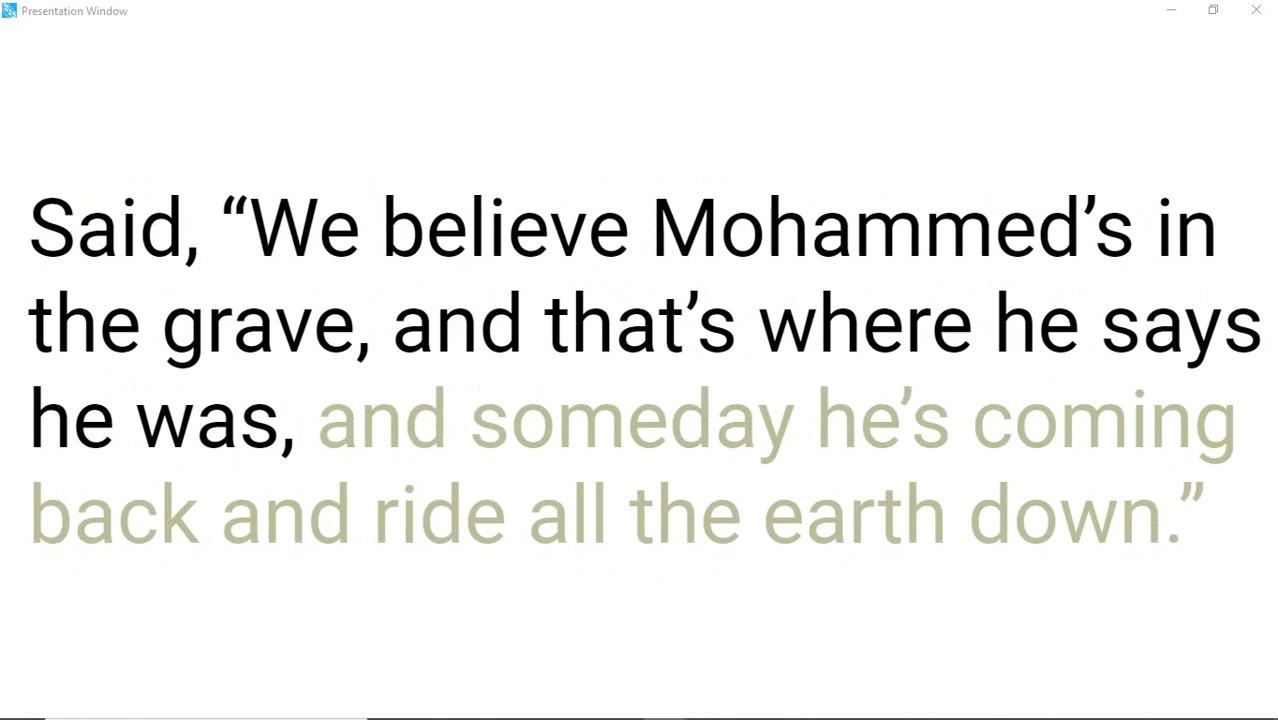 Presentation Window
Said, “We believe Mohammed’s in
the grave, and that’s where he says
he was, and someday he’s coming
back and ride all the earth down.”